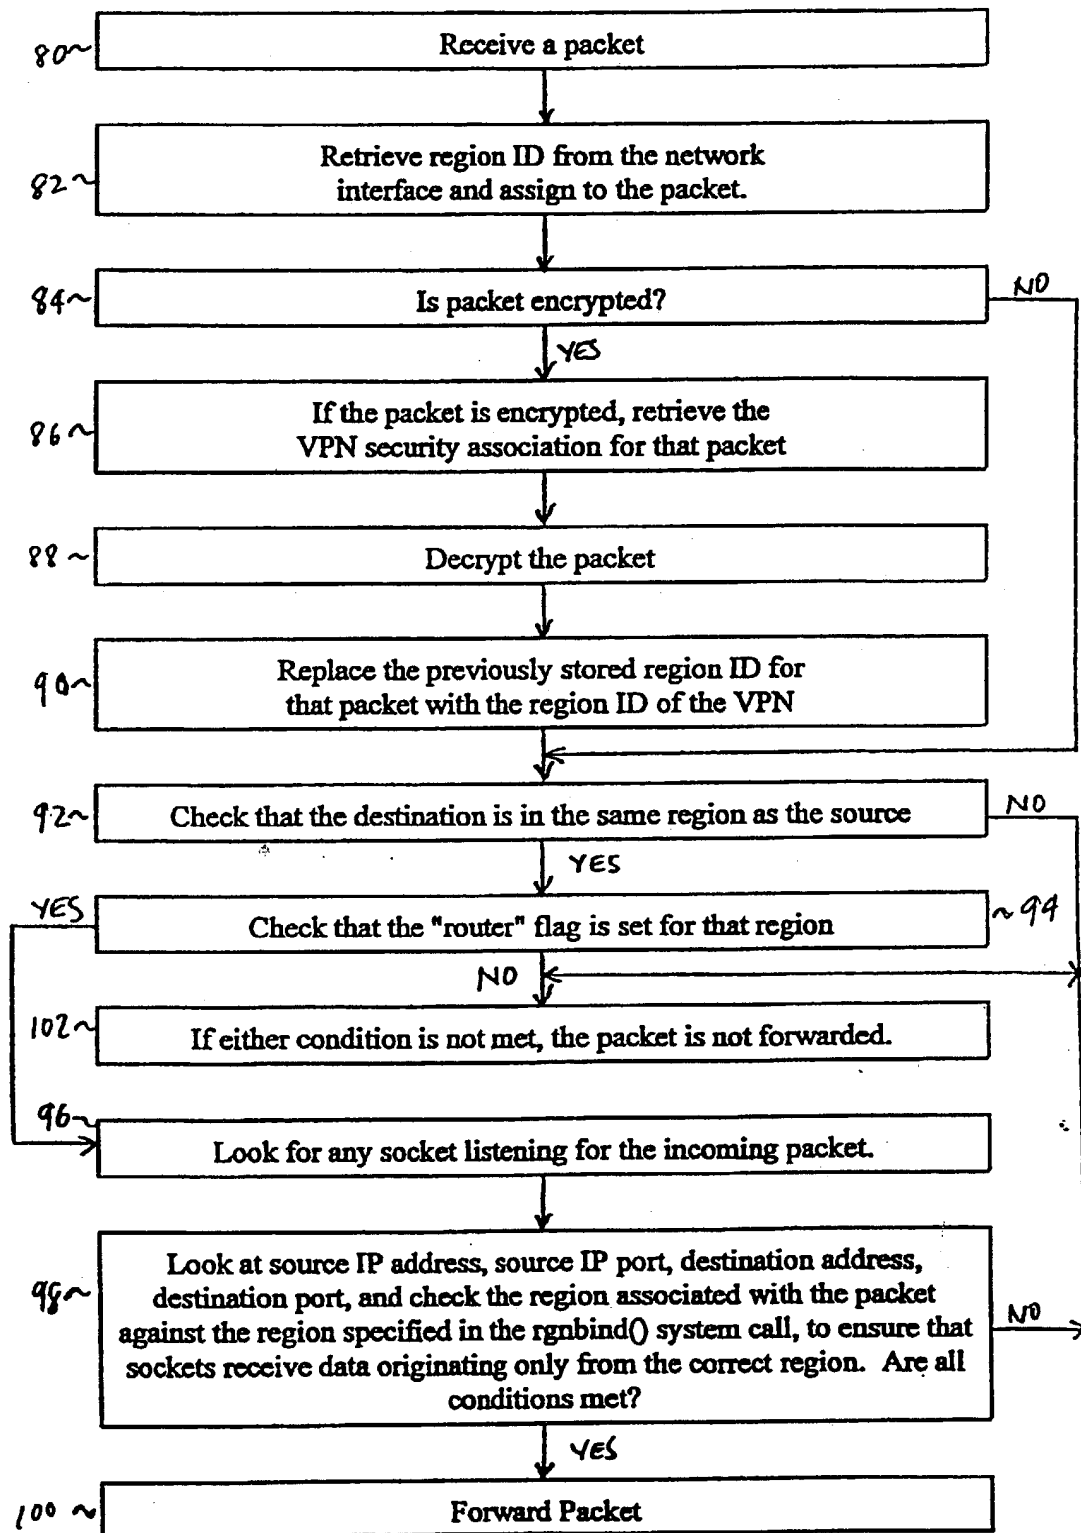 80~
Receive a packet
82~
Retrieve region ID from the network
interface and assign to the packet.
84~
Is packet encrypted?
NO
YES
86~
If the packet is encrypted, retrieve the
VPN security association for that packet
88~
Decrypt the packet
90~
Replace the previously stored region ID for
that packet with the region ID of the VPN
92~
Check that the destination is in the same region as the source
NO
YES
YES
Check that the "router" flag is set for that region
~94
NO
102~
If either condition is not met, the packet is not forwarded.
96~
Look for any socket listening for the incoming packet.
98~
Look at source IP address, source IP port, destination address,
destination port, and check the region associated with the packet
against the region specified in the rgnbind() system call, to ensure that
sockets receive data originating only from the correct region. Are all
conditions met?
NO
YES
100~
Forward Packet